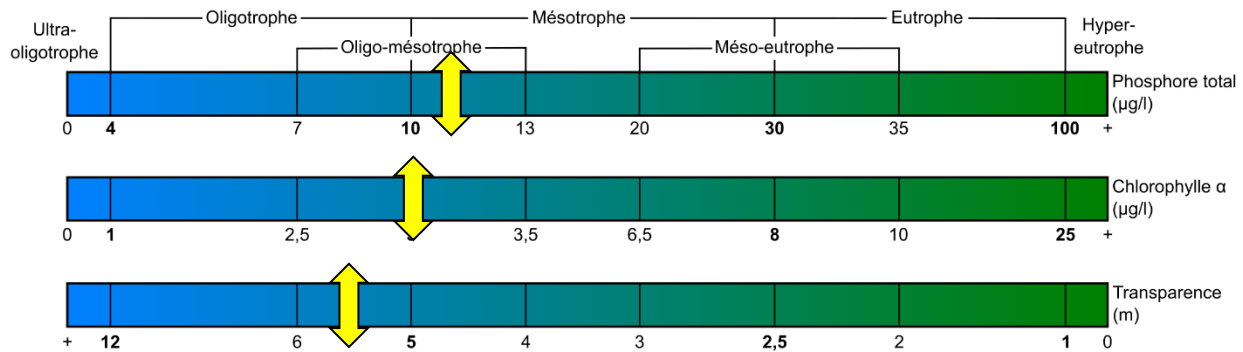 Ultra-
oligotrophe
Oligotrophe
Mésotrophe
Eutrophe
Hyper-
eutrophe
Oligo-mésotrophe
Méso-eutrophe
Phosphore total
(µg/l)
0 4 7 10 13 20 30 35 100 +
Chlorophylle α
(µg/l)
0 1 2,5 3,5 6,5 8 10 25 +
Transparence
(m)
+ 12 6 5 4 3 2,5 2 1 0